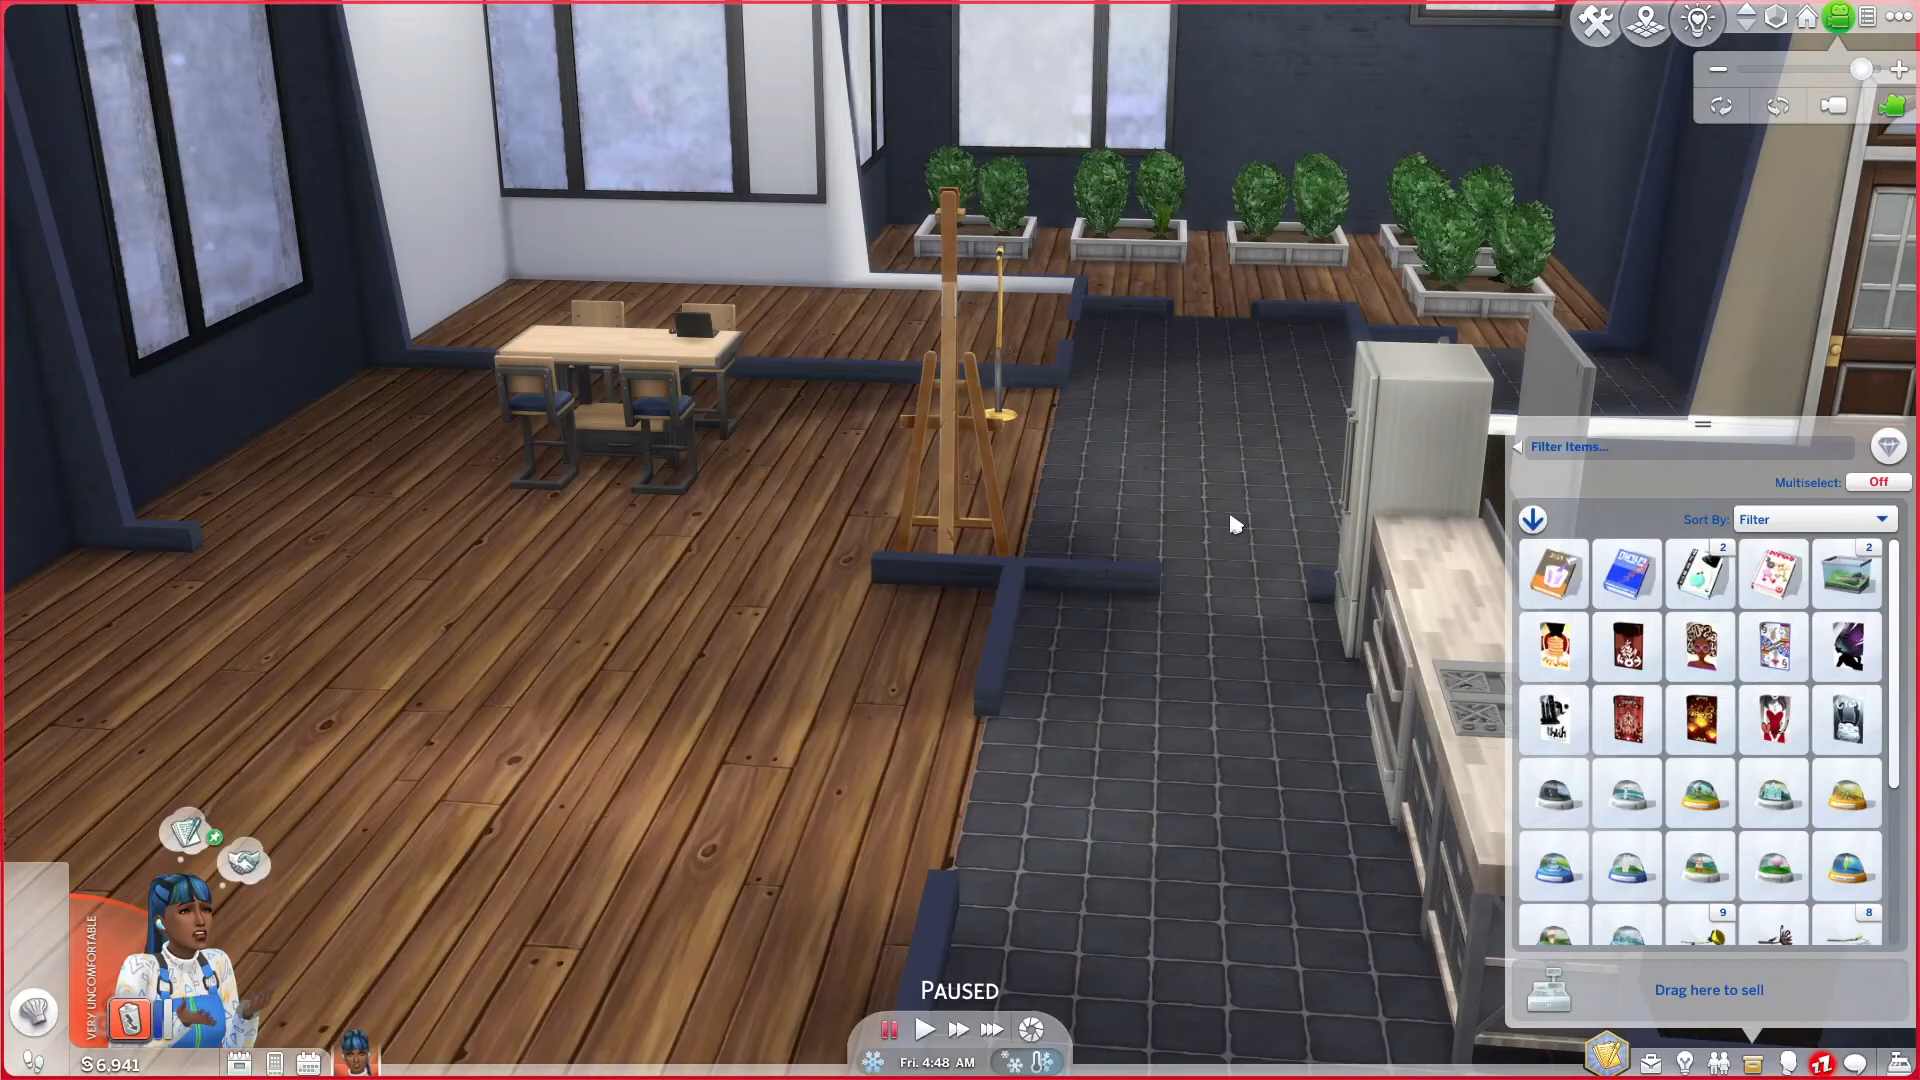 Filter Items...
Multiselect: Off
Sort By: Filter
2
2
9
8
Drag here to sell
VERY UNCOMFORTABLE
PAUSED
§6,941
Fri. 4:48 AM